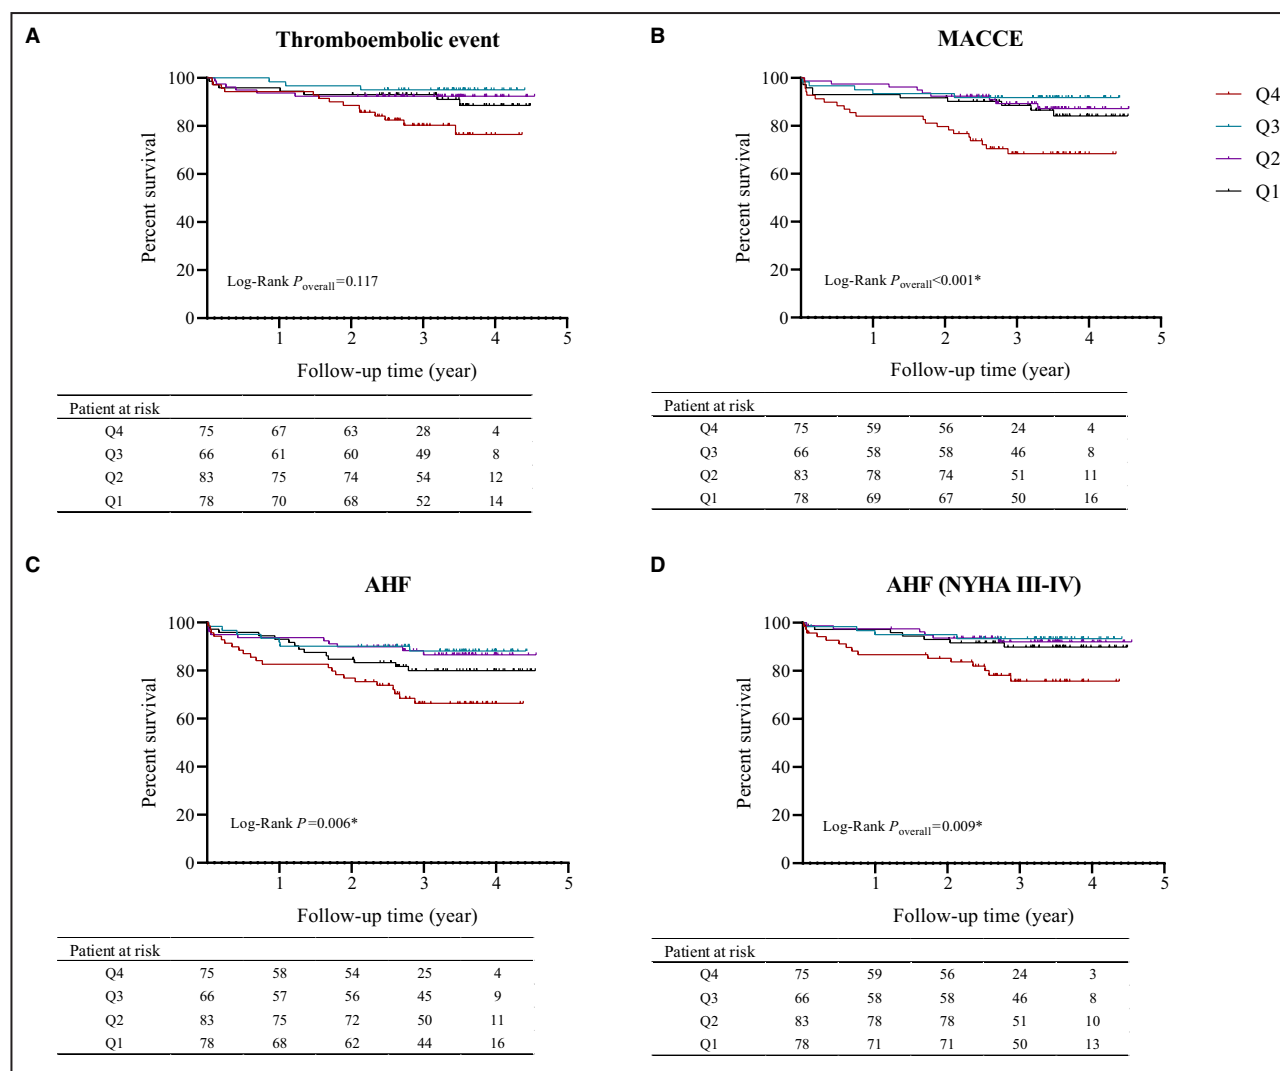 A
Thromboembolic event
100
80
60
40
20
0
Percent survival
Log-Rank Poverall=0.117
1 2 3 4 5
Follow-up time (year)
Patient at risk
Q4 75 67 63 28 4
Q3 66 61 60 49 8
Q2 83 75 74 54 12
Q1 78 70 68 52 14
B
MACCE
100
80
60
40
20
0
Percent survival
Log-Rank Poverall<0.001*
1 2 3 4 5
Follow-up time (year)
Q4
Q3
Q2
Q1
Patient at risk
Q4 75 59 56 24 4
Q3 66 58 58 46 8
Q2 83 78 74 51 11
Q1 78 69 67 50 16
C
AHF
100
80
60
40
20
0
Percent survival
Log-Rank P=0.006*
1 2 3 4 5
Follow-up time (year)
Patient at risk
Q4 75 58 54 25 4
Q3 66 57 56 45 9
Q2 83 75 72 50 11
Q1 78 68 62 44 16
D
AHF (NYHA III-IV)
100
80
60
40
20
0
Percent survival
Log-Rank Poverall=0.009*
1 2 3 4 5
Follow-up time (year)
Patient at risk
Q4 75 59 56 24 3
Q3 66 58 58 46 8
Q2 83 78 78 51 10
Q1 78 71 71 50 13